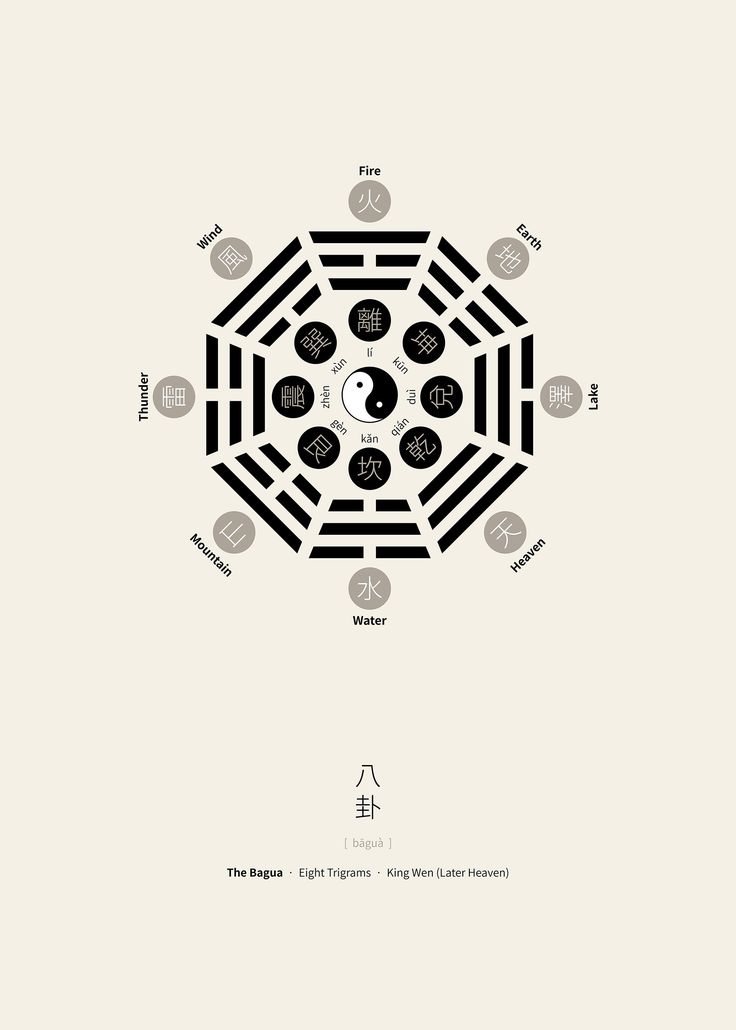 Fire
火
Earth
地
Lake
澤
Heaven
天
Water
水
Mountain
山
Thunder
雷
Wind
風
離
lí
坤
kūn
兌
duì
乾
qián
坎
kǎn
艮
gèn
震
zhèn
巽
xùn
八
卦
[ bāguà ]
The Bagua · Eight Trigrams · King Wen (Later Heaven)